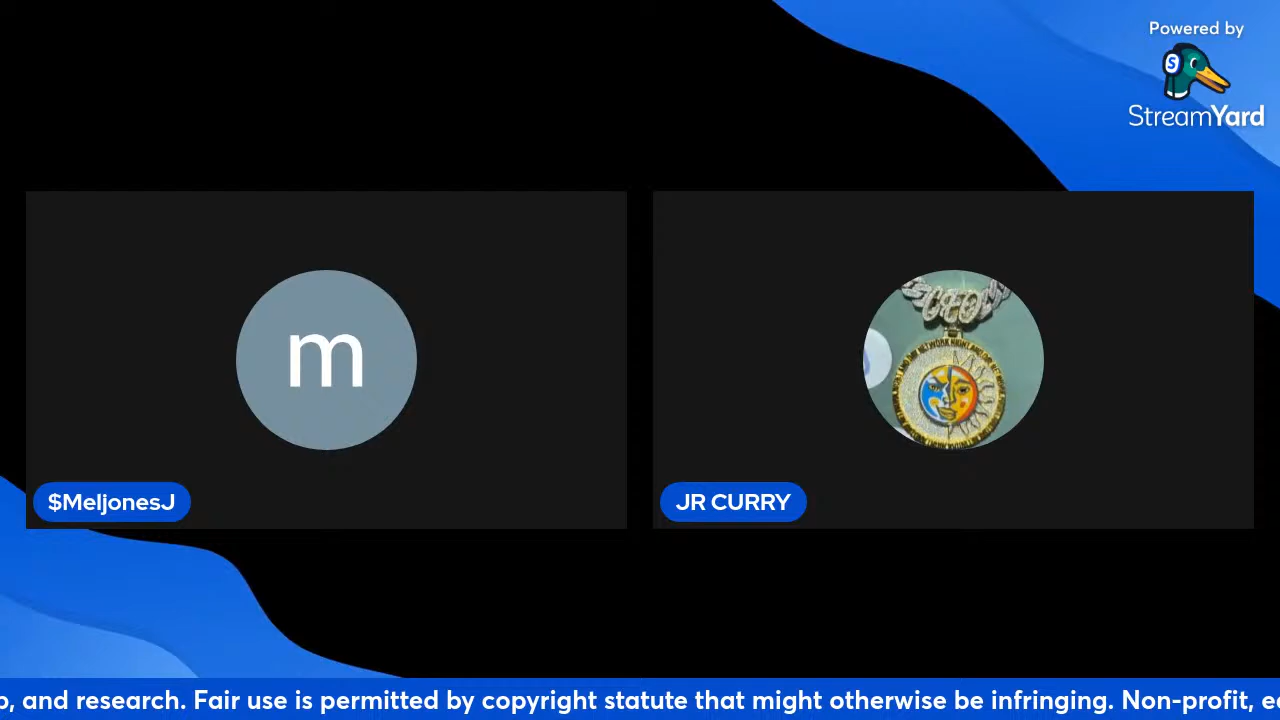 Powered by
S
StreamYard
m
CEO
$MeljonesJ
JR CURRY
, and research. Fair use is permitted by copyright statute that might otherwise be infringing. Non-profit,